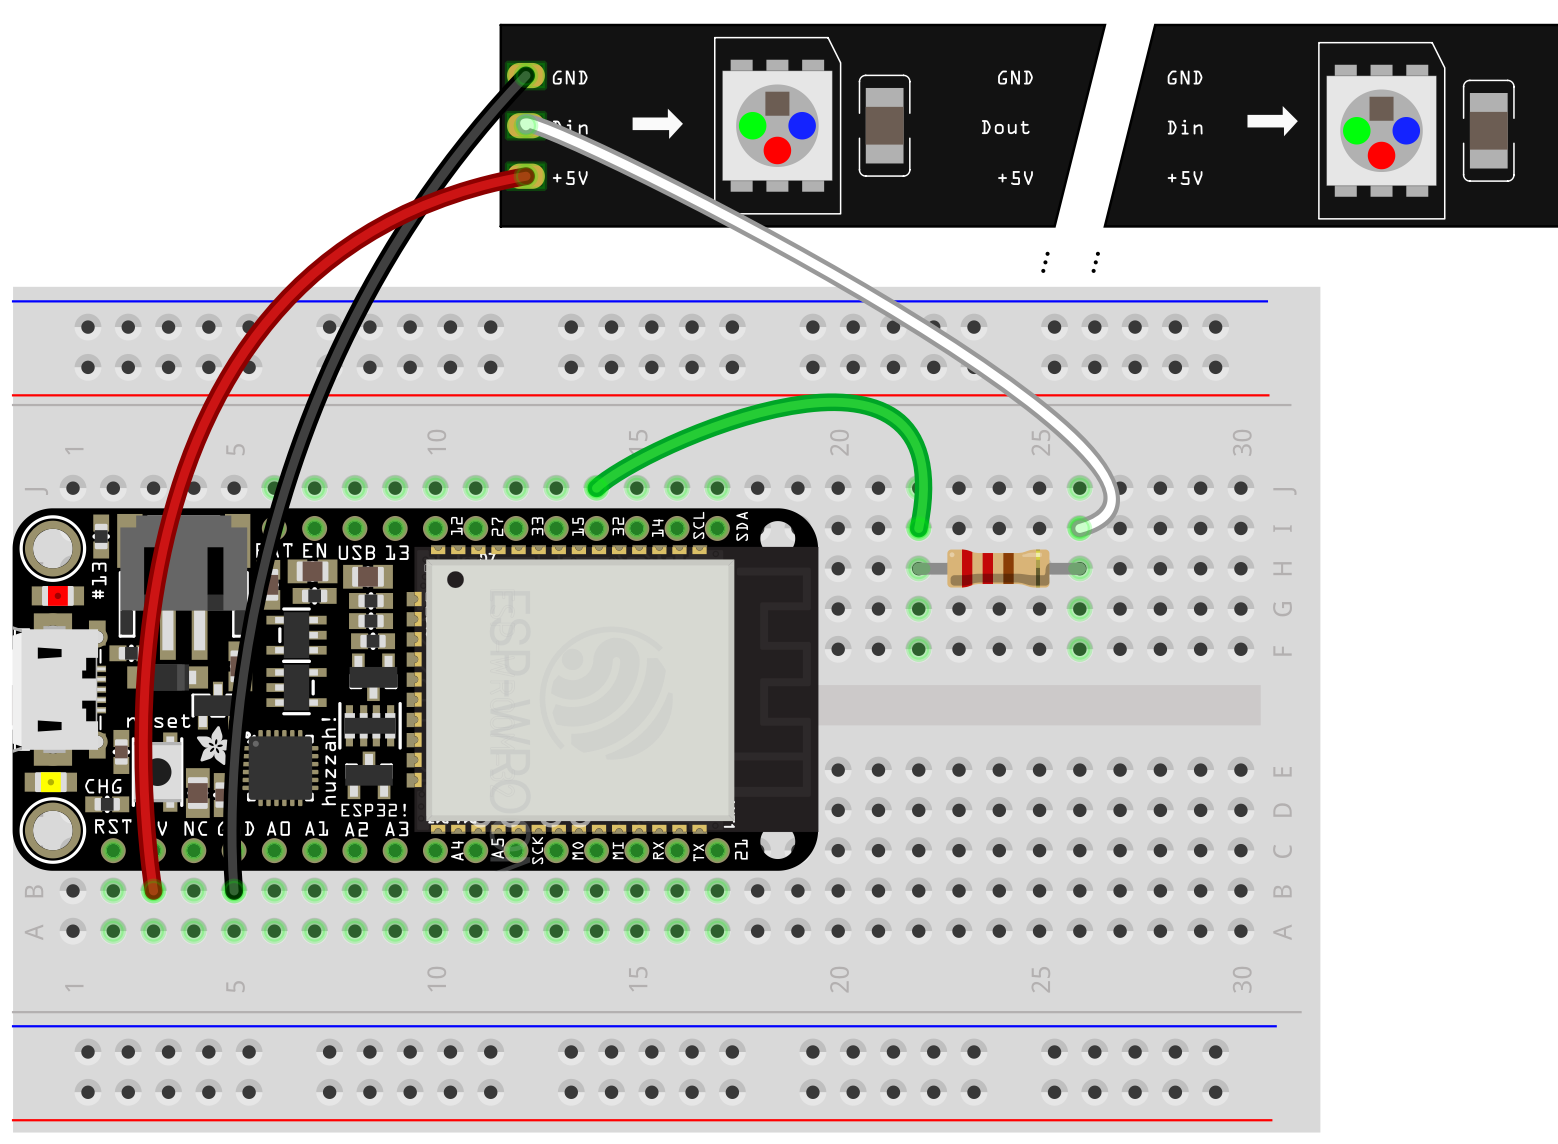 GND
Din
+5V
GND
Dout
+5V
GND
Din
+5V
1
5
10
15
20
25
30
J
J
I
H
G
F
12
27
33
15
32
14
SCL
SDA
EN
USB
13
#13
ESP-WROO
reset
huzzah!
ESP32!
CHG
RST
NC
A0
A1
A2
A3
A4
A5
SCK
MO
MI
RX
TX
21
E
D
C
B
B
A
A
1
5
10
15
20
25
30